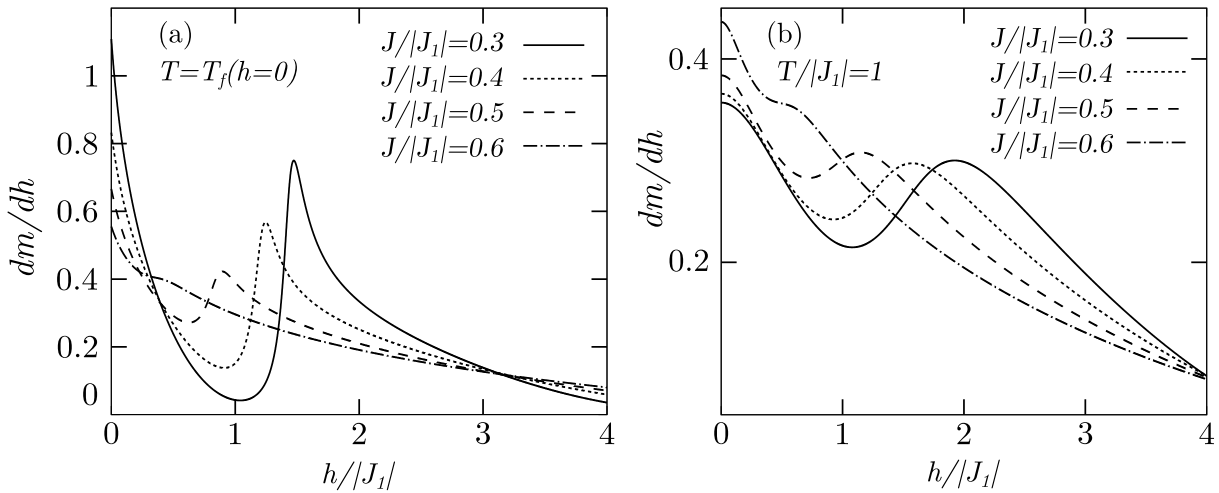 (a)
T=T_f(h=0)
J/|J_1|=0.3
J/|J_1|=0.4
J/|J_1|=0.5
J/|J_1|=0.6
1
0.8
0.6
0.4
0.2
0
dm/dh
0 1 2 3 4
h/|J_1|
(b)
T/|J_1|=1
J/|J_1|=0.3
J/|J_1|=0.4
J/|J_1|=0.5
J/|J_1|=0.6
0.4
0.2
dm/dh
0 1 2 3 4
h/|J_1|